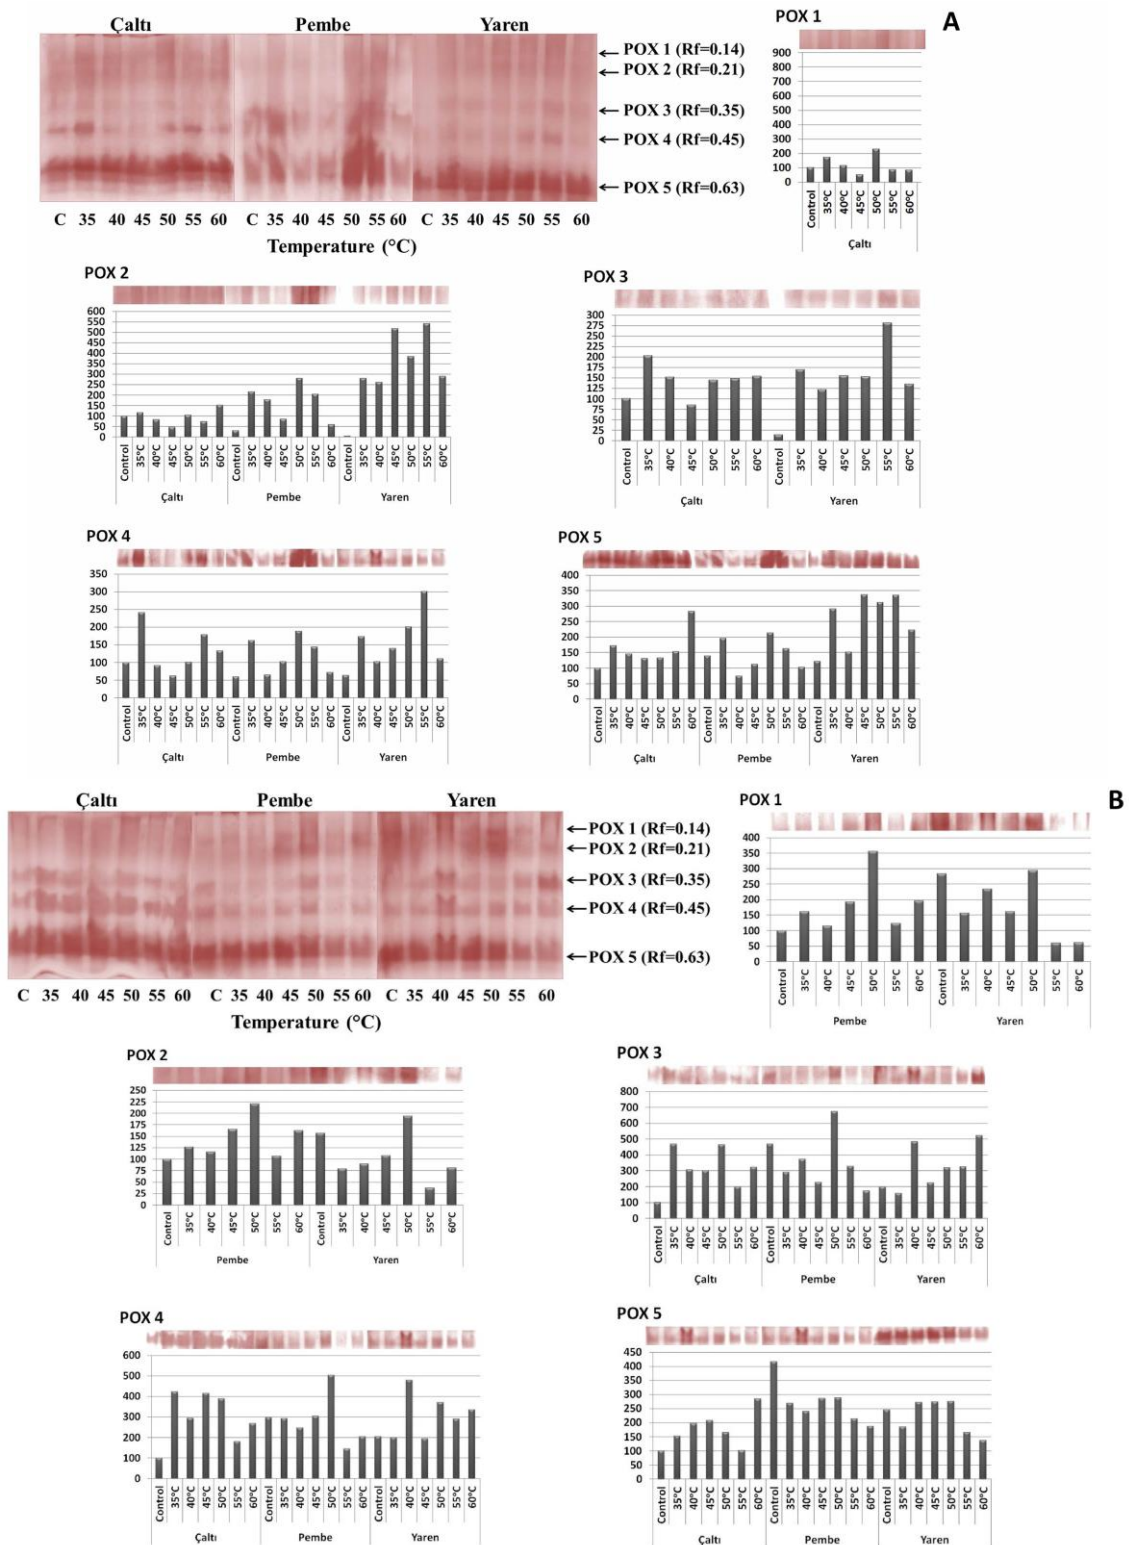 A
Çaltı Pembe Yaren
POX 1 (Rf=0.14)
POX 2 (Rf=0.21)
POX 3 (Rf=0.35)
POX 4 (Rf=0.45)
POX 5 (Rf=0.63)
C 35 40 45 50 55 60 C 35 40 45 50 55 60 C 35 40 45 50 55 60
Temperature (°C)
POX 1
900
800
700
600
500
400
300
200
100
0
Control 35°C 40°C 45°C 50°C 55°C 60°C
Çaltı
POX 2
600
550
500
450
400
350
300
250
200
150
100
50
0
Control 35°C 40°C 45°C 50°C 55°C 60°C Control 35°C 40°C 45°C 50°C 55°C 60°C Control 35°C 40°C 45°C 50°C 55°C 60°C
Çaltı Pembe Yaren
POX 3
300
275
250
225
200
175
150
125
100
75
50
25
0
Control 35°C 40°C 45°C 50°C 55°C 60°C Control 35°C 40°C 45°C 50°C 55°C 60°C
Çaltı Yaren
POX 4
350
300
250
200
150
100
50
0
Control 35°C 40°C 45°C 50°C 55°C 60°C Control 35°C 40°C 45°C 50°C 55°C 60°C Control 35°C 40°C 45°C 50°C 55°C 60°C
Çaltı Pembe Yaren
POX 5
400
350
300
250
200
150
100
50
0
Control 35°C 40°C 45°C 50°C 55°C 60°C Control 35°C 40°C 45°C 50°C 55°C 60°C Control 35°C 40°C 45°C 50°C 55°C 60°C
Çaltı Pembe Yaren
B
Çaltı Pembe Yaren
POX 1 (Rf=0.14)
POX 2 (Rf=0.21)
POX 3 (Rf=0.35)
POX 4 (Rf=0.45)
POX 5 (Rf=0.63)
C 35 40 45 50 55 60 C 35 40 45 50 55 60 C 35 40 45 50 55 60
Temperature (°C)
POX 1
400
350
300
250
200
150
100
50
0
Control 35°C 40°C 45°C 50°C 55°C 60°C Control 35°C 40°C 45°C 50°C 55°C 60°C
Pembe Yaren
POX 2
250
225
200
175
150
125
100
75
50
25
0
Control 35°C 40°C 45°C 50°C 55°C 60°C Control 35°C 40°C 45°C 50°C 55°C 60°C
Pembe Yaren
POX 3
800
700
600
500
400
300
200
100
0
Control 35°C 40°C 45°C 50°C 55°C 60°C Control 35°C 40°C 45°C 50°C 55°C 60°C Control 35°C 40°C 45°C 50°C 55°C 60°C
Çaltı Pembe Yaren
POX 4
600
500
400
300
200
100
0
Control 35°C 40°C 45°C 50°C 55°C 60°C Control 35°C 40°C 45°C 50°C 55°C 60°C Control 35°C 40°C 45°C 50°C 55°C 60°C
Çaltı Pembe Yaren
POX 5
450
400
350
300
250
200
150
100
50
0
Control 35°C 40°C 45°C 50°C 55°C 60°C Control 35°C 40°C 45°C 50°C 55°C 60°C Control 35°C 40°C 45°C 50°C 55°C 60°C
Çaltı Pembe Yaren